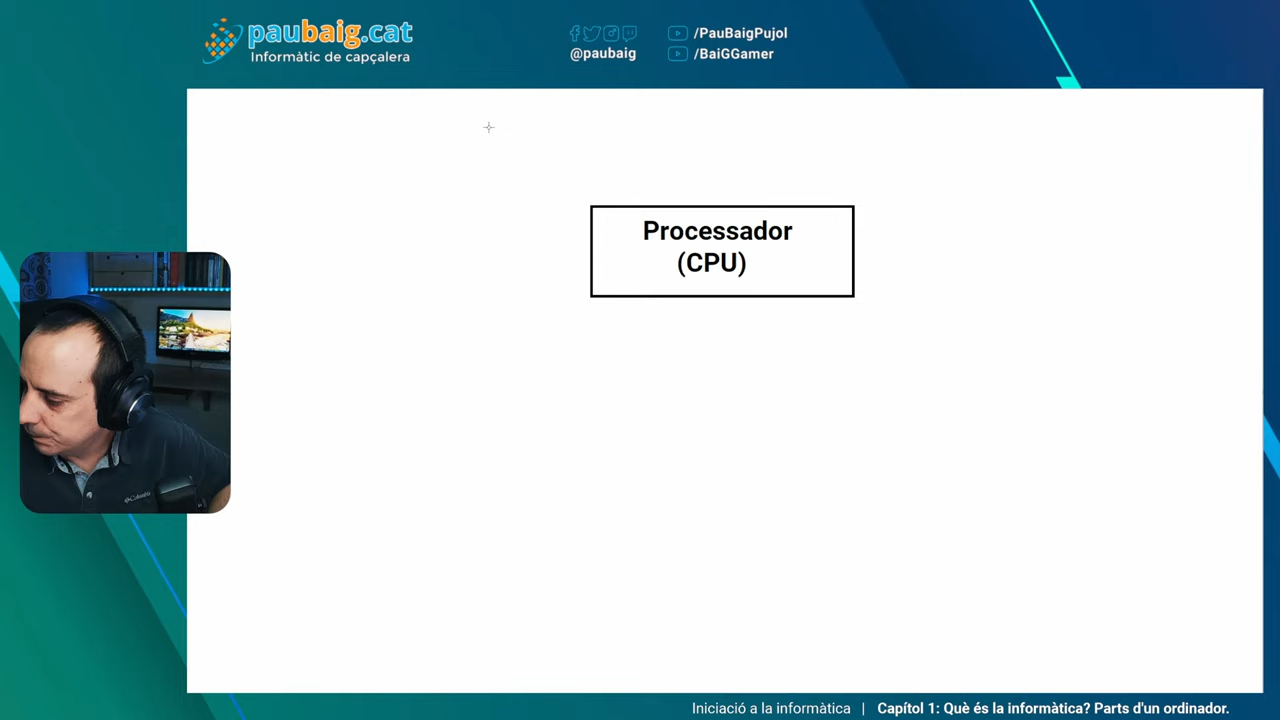 paubaig.cat
Informàtic de capçalera
@paubaig
/PauBaigPujol
/BaiGGamer
Processador
(CPU)
Columbia
Iniciació a la informàtica | Capítol 1: Què és la informàtica? Parts d'un ordinador.